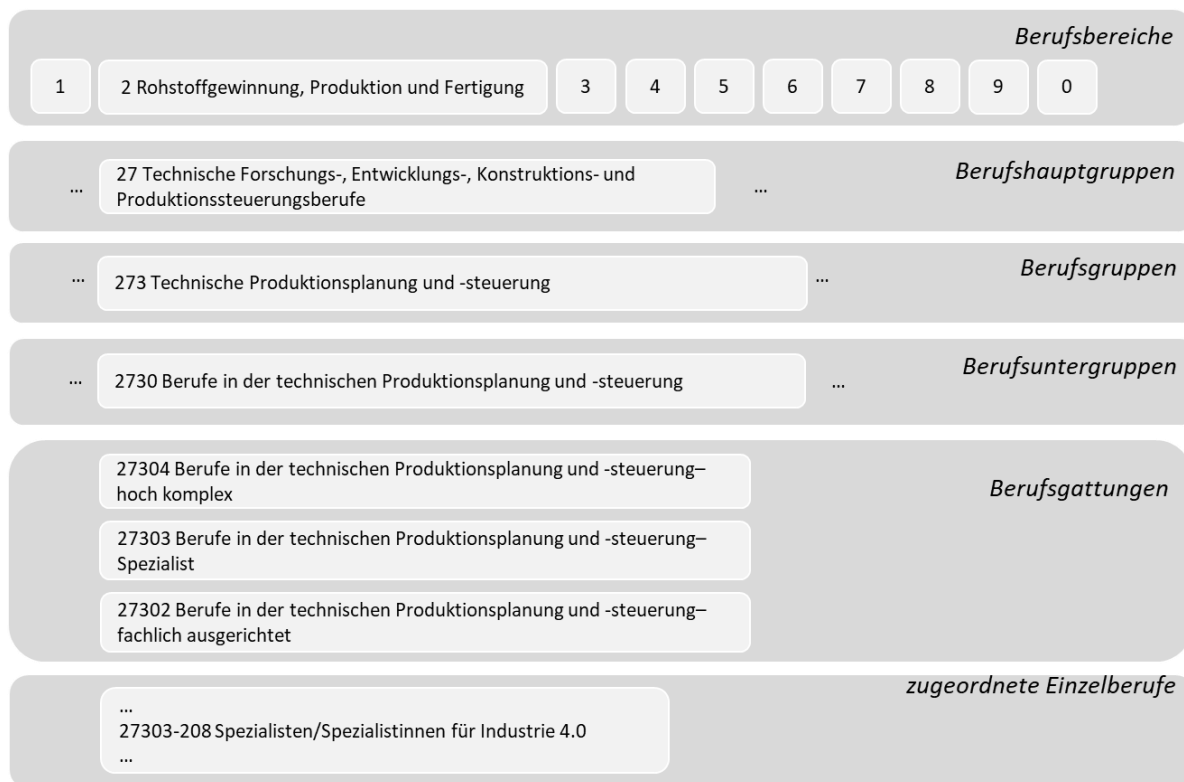 Berufsbereiche
1
2 Rohstoffgewinnung, Produktion und Fertigung
3
4
5
6
7
8
9
0
Berufshauptgruppen
...
27 Technische Forschungs-, Entwicklungs-, Konstruktions- und
Produktionssteuerungsberufe
...
Berufsgruppen
...
273 Technische Produktionsplanung und -steuerung
...
Berufsuntergruppen
...
2730 Berufe in der technischen Produktionsplanung und -steuerung
...
Berufsgattungen
27304 Berufe in der technischen Produktionsplanung und -steuerung–
hoch komplex
27303 Berufe in der technischen Produktionsplanung und -steuerung–
Spezialist
27302 Berufe in der technischen Produktionsplanung und -steuerung–
fachlich ausgerichtet
zugeordnete Einzelberufe
...
27303-208 Spezialisten/Spezialistinnen für Industrie 4.0
...